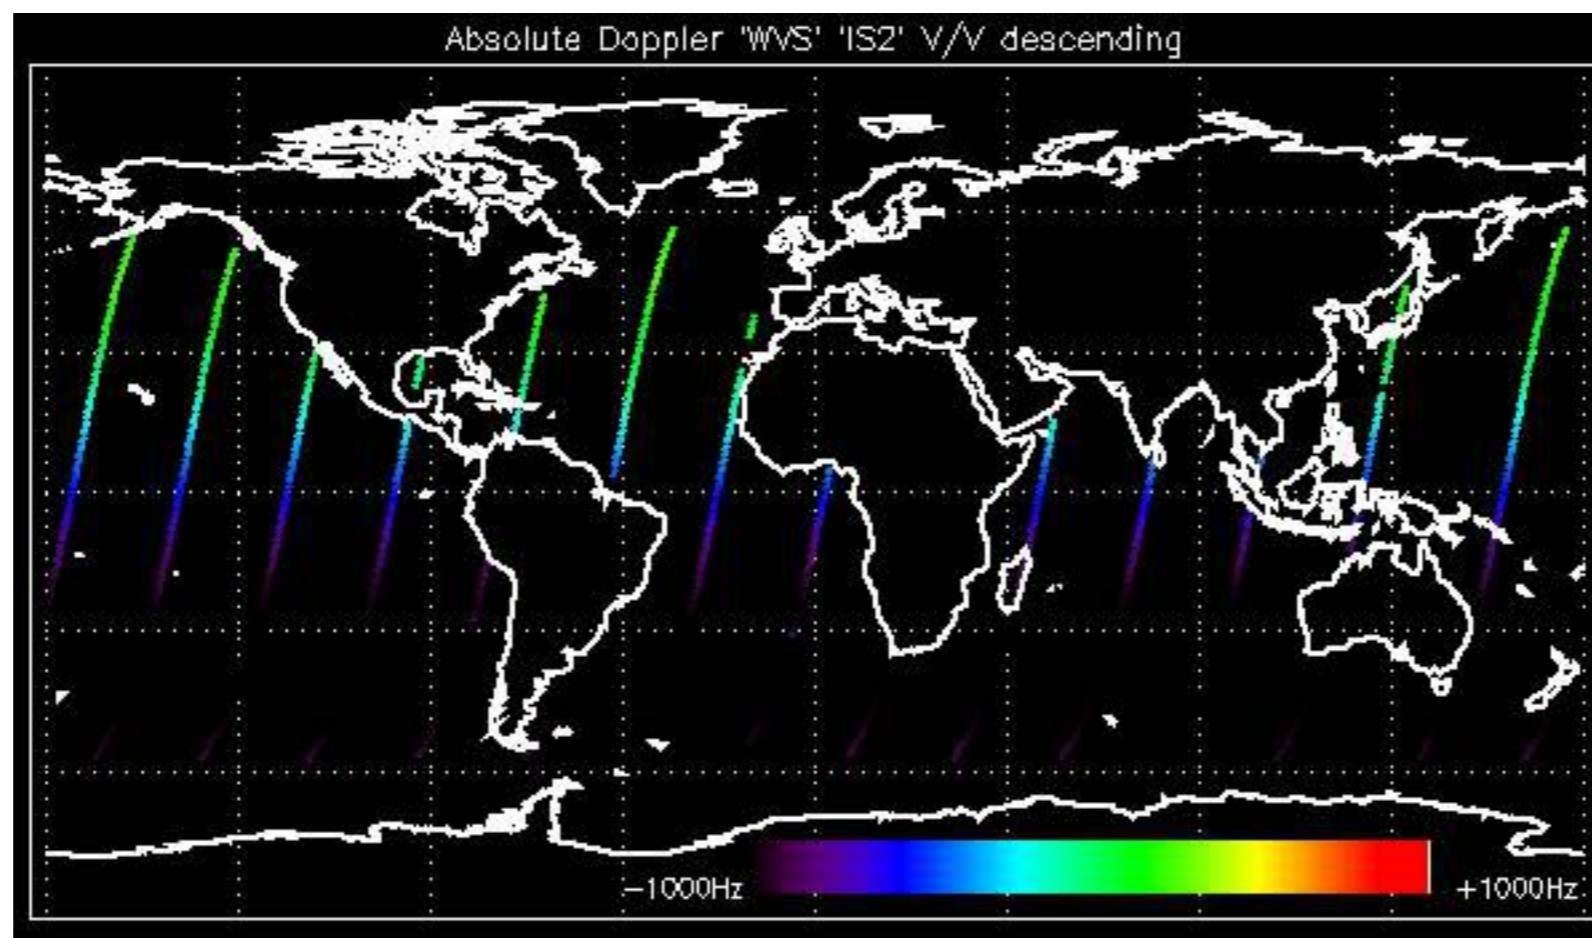 Absolute Doppler 'WVS' 'IS2' V/V descending
-1000Hz +1000Hz